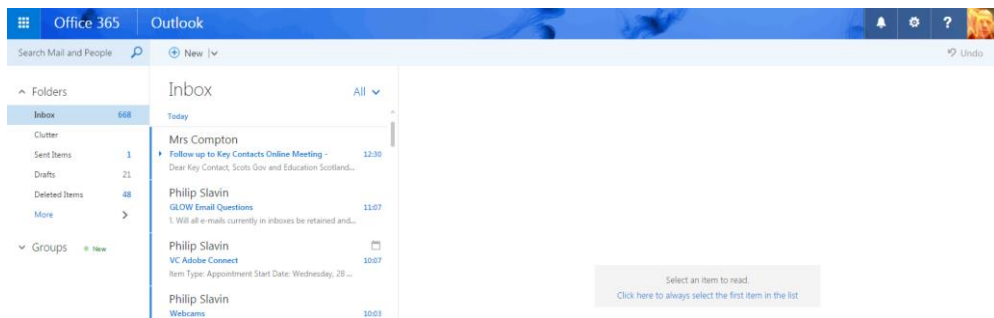 Office 365 Outlook ?
Search Mail and People New Undo
Folders
Inbox 668
Clutter
Sent Items 1
Drafts 21
Deleted Items 48
More
Groups New
Inbox All
Today
Mrs Compton
Follow up to Key Contacts Online Meeting - 12:30
Dear Key Contact, Scots Gov and Education Scotland...
Philip Slavin
GLOW Email Questions 11:07
1. Will all e-mails currently in inboxes be retained and...
Philip Slavin
VC Adobe Connect 10:07
Item Type: Appointment Start Date: Wednesday, 28 ...
Philip Slavin
Webcams 10:03
Select an item to read.
Click here to always select the first item in the list